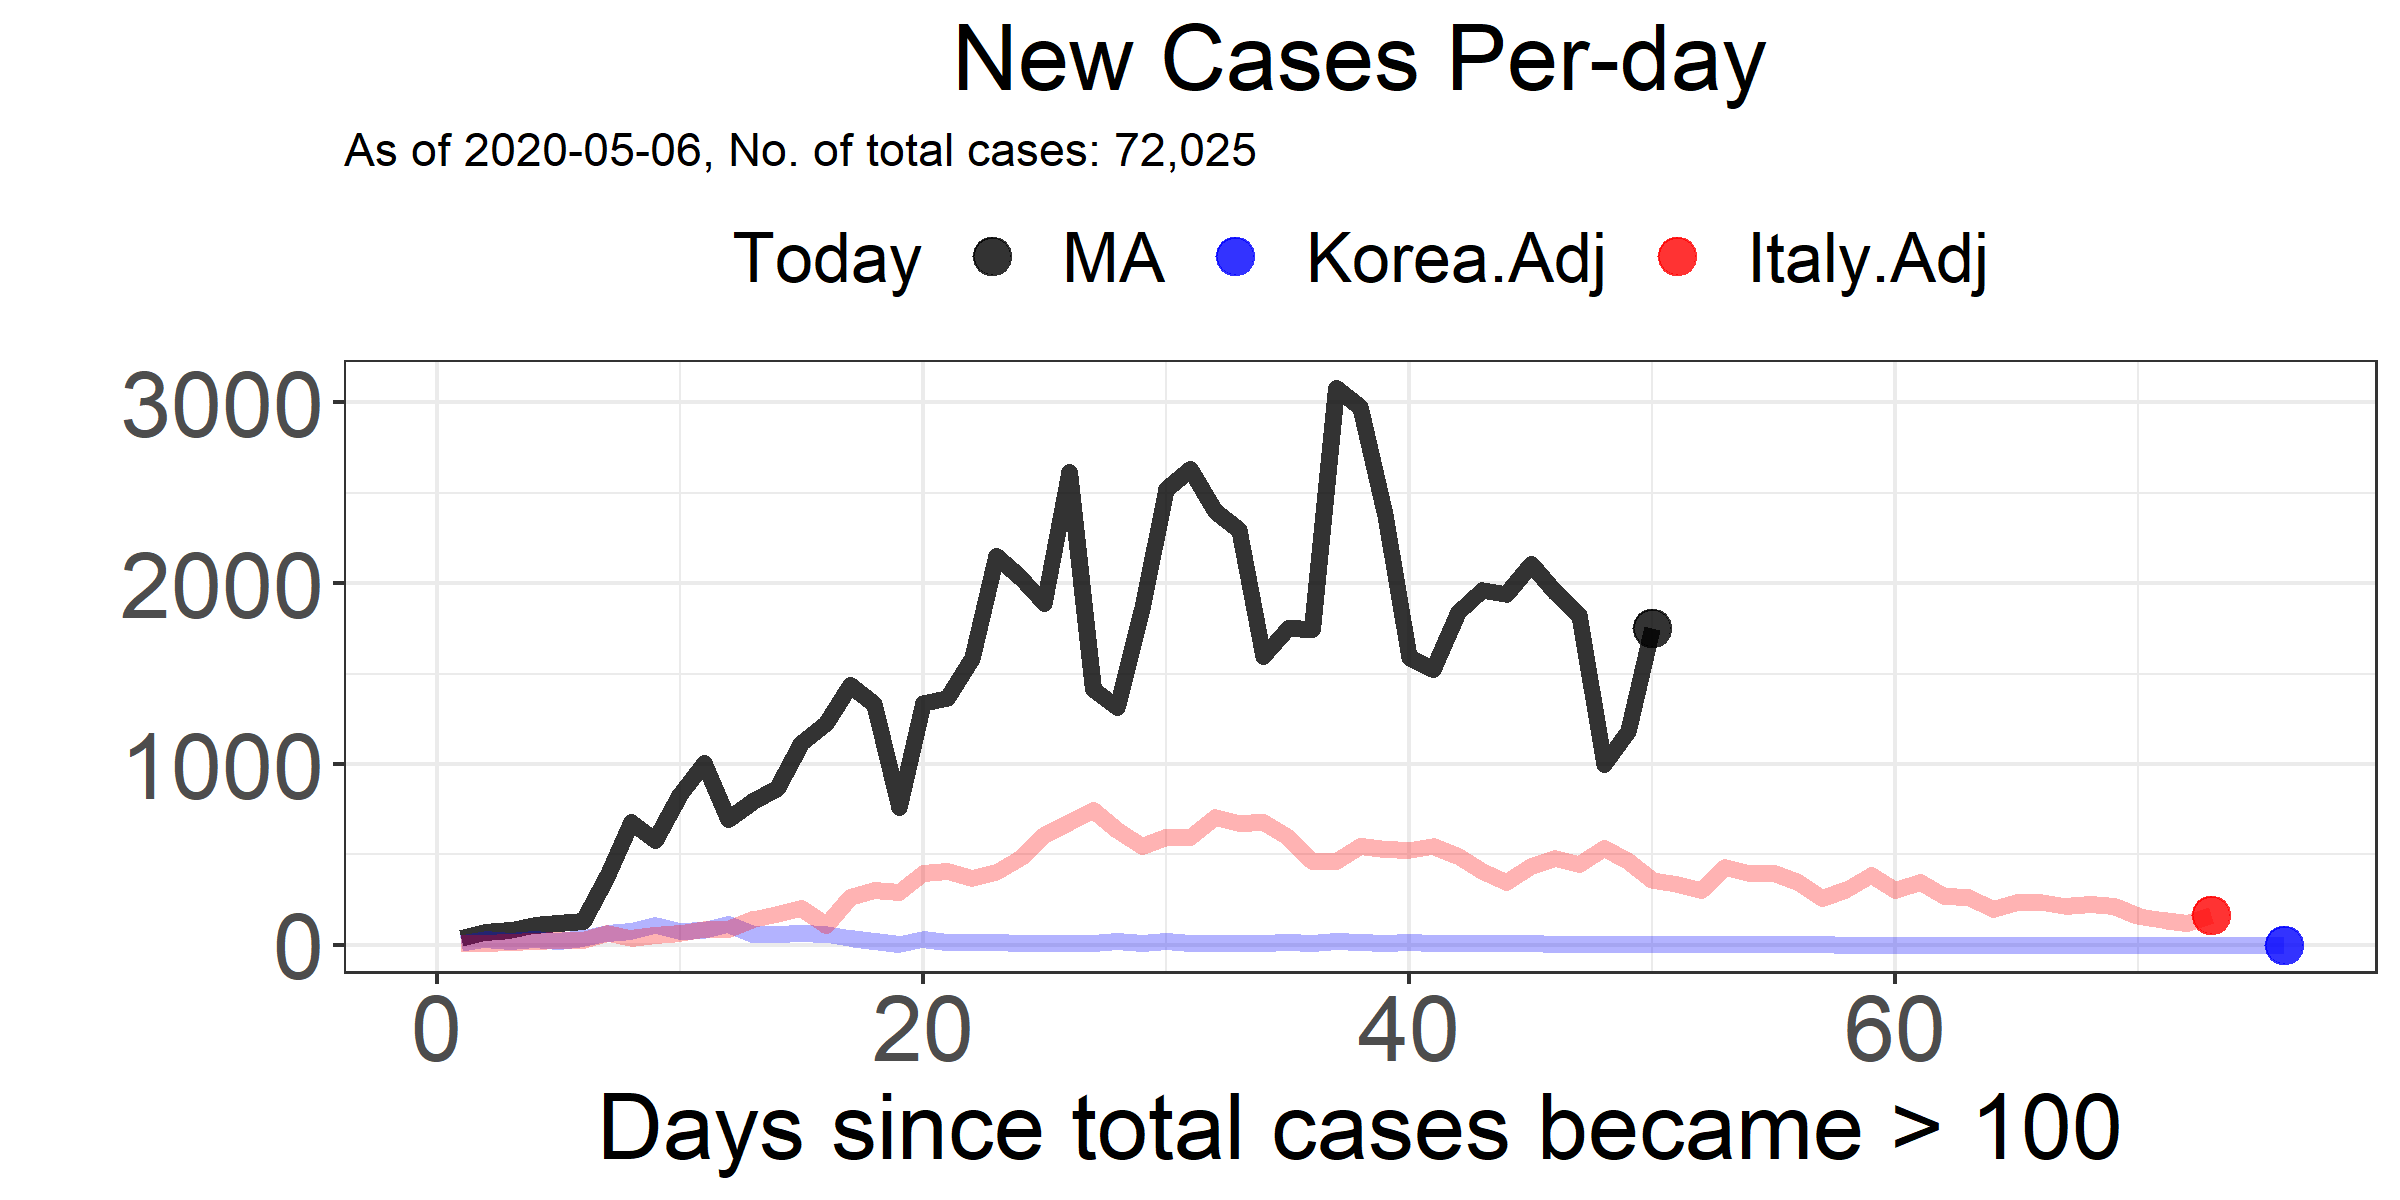 New Cases Per-day
As of 2020-05-06, No. of total cases: 72,025
Today MA Korea.Adj Italy.Adj
3000
2000
1000
0
0 20 40 60
Days since total cases became > 100